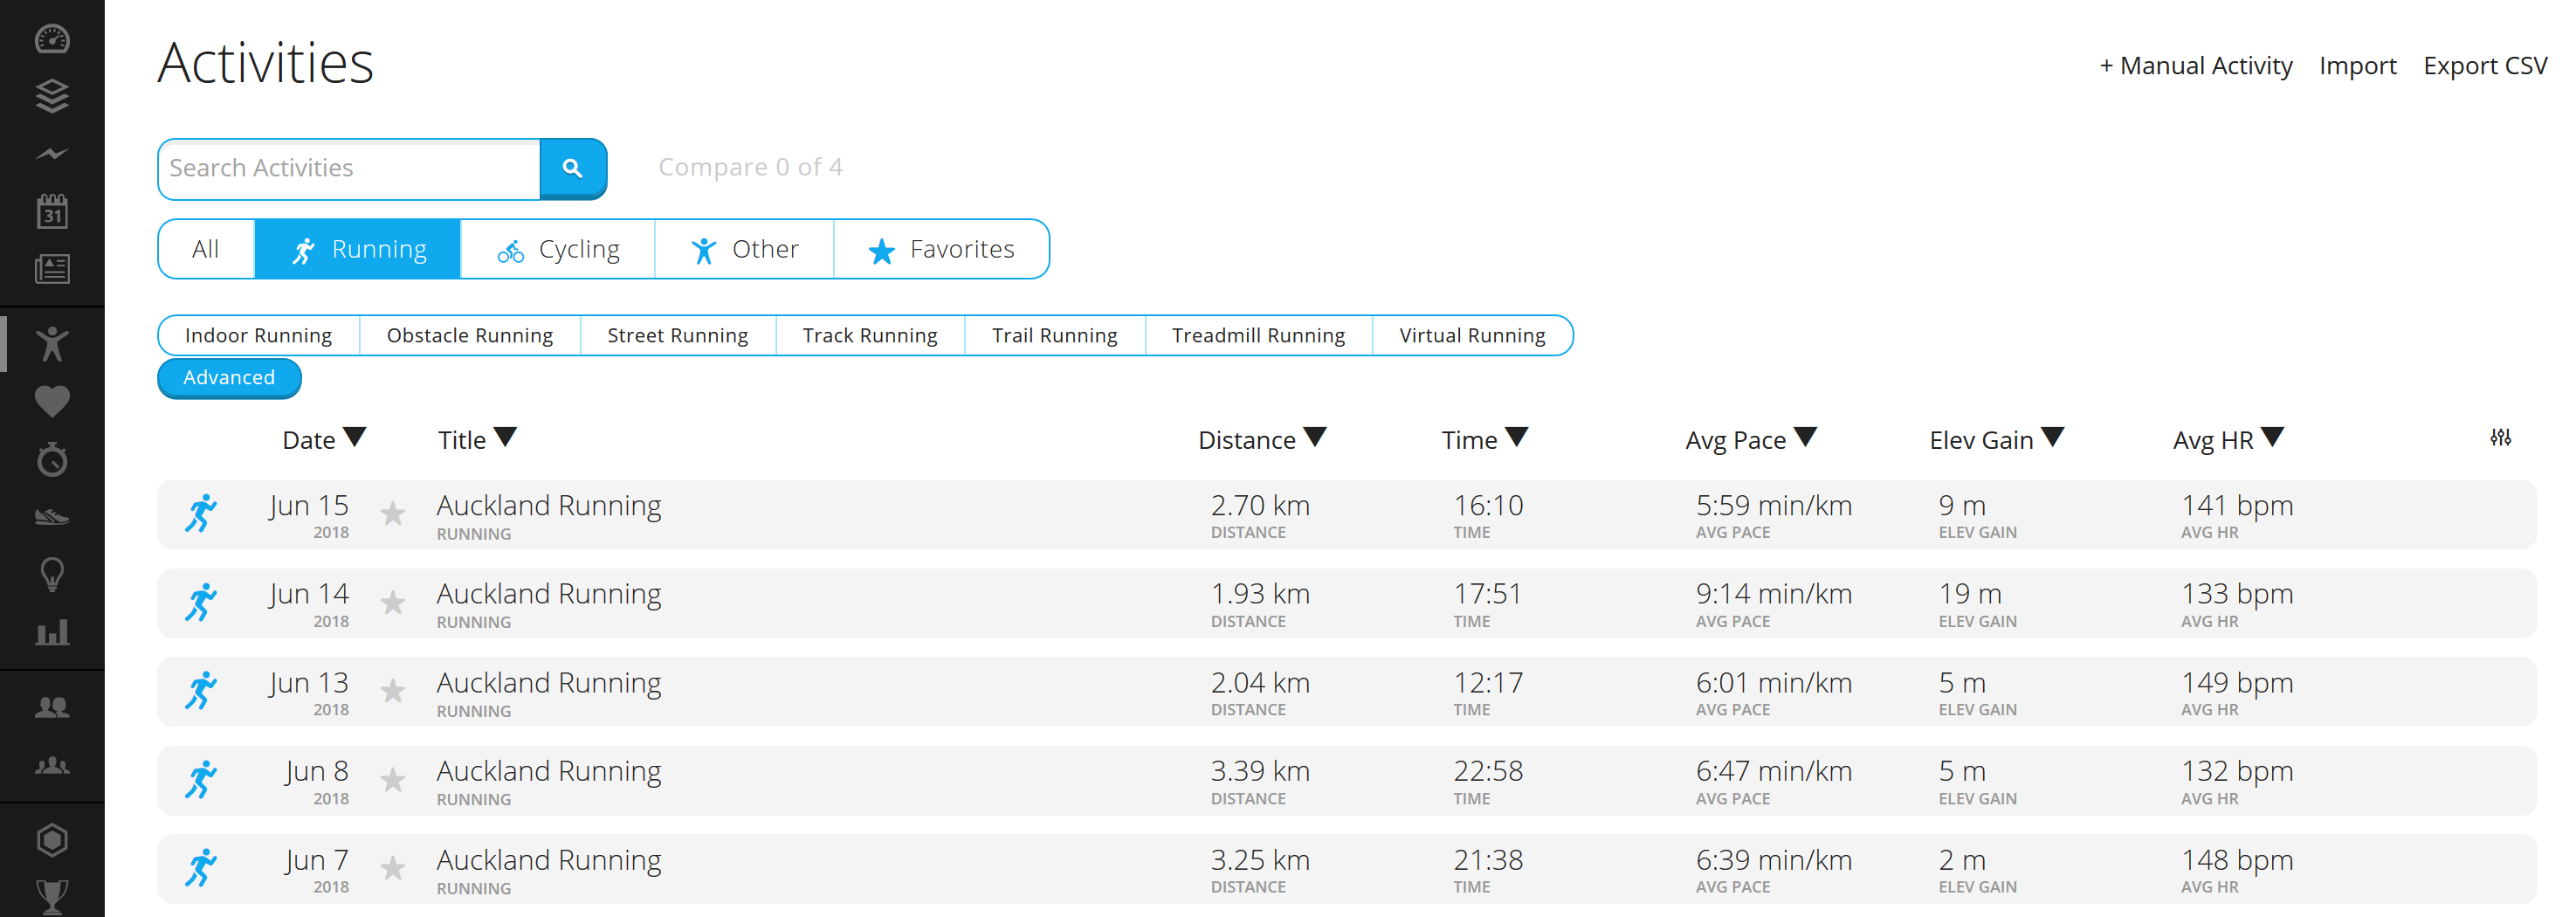 Activities
+ Manual Activity Import Export CSV
Search Activities
Compare 0 of 4
31
All Running Cycling Other Favorites
Indoor Running Obstacle Running Street Running Track Running Trail Running Treadmill Running Virtual Running
Advanced
Date Title Distance Time Avg Pace Elev Gain Avg HR
Jun 15 Auckland Running 2.70 km 16:10 5:59 min/km 9 m 141 bpm
2018 RUNNING DISTANCE TIME AVG PACE ELEV GAIN AVG HR
Jun 14 Auckland Running 1.93 km 17:51 9:14 min/km 19 m 133 bpm
2018 RUNNING DISTANCE TIME AVG PACE ELEV GAIN AVG HR
Jun 13 Auckland Running 2.04 km 12:17 6:01 min/km 5 m 149 bpm
2018 RUNNING DISTANCE TIME AVG PACE ELEV GAIN AVG HR
Jun 8 Auckland Running 3.39 km 22:58 6:47 min/km 5 m 132 bpm
2018 RUNNING DISTANCE TIME AVG PACE ELEV GAIN AVG HR
Jun 7 Auckland Running 3.25 km 21:38 6:39 min/km 2 m 148 bpm
2018 RUNNING DISTANCE TIME AVG PACE ELEV GAIN AVG HR